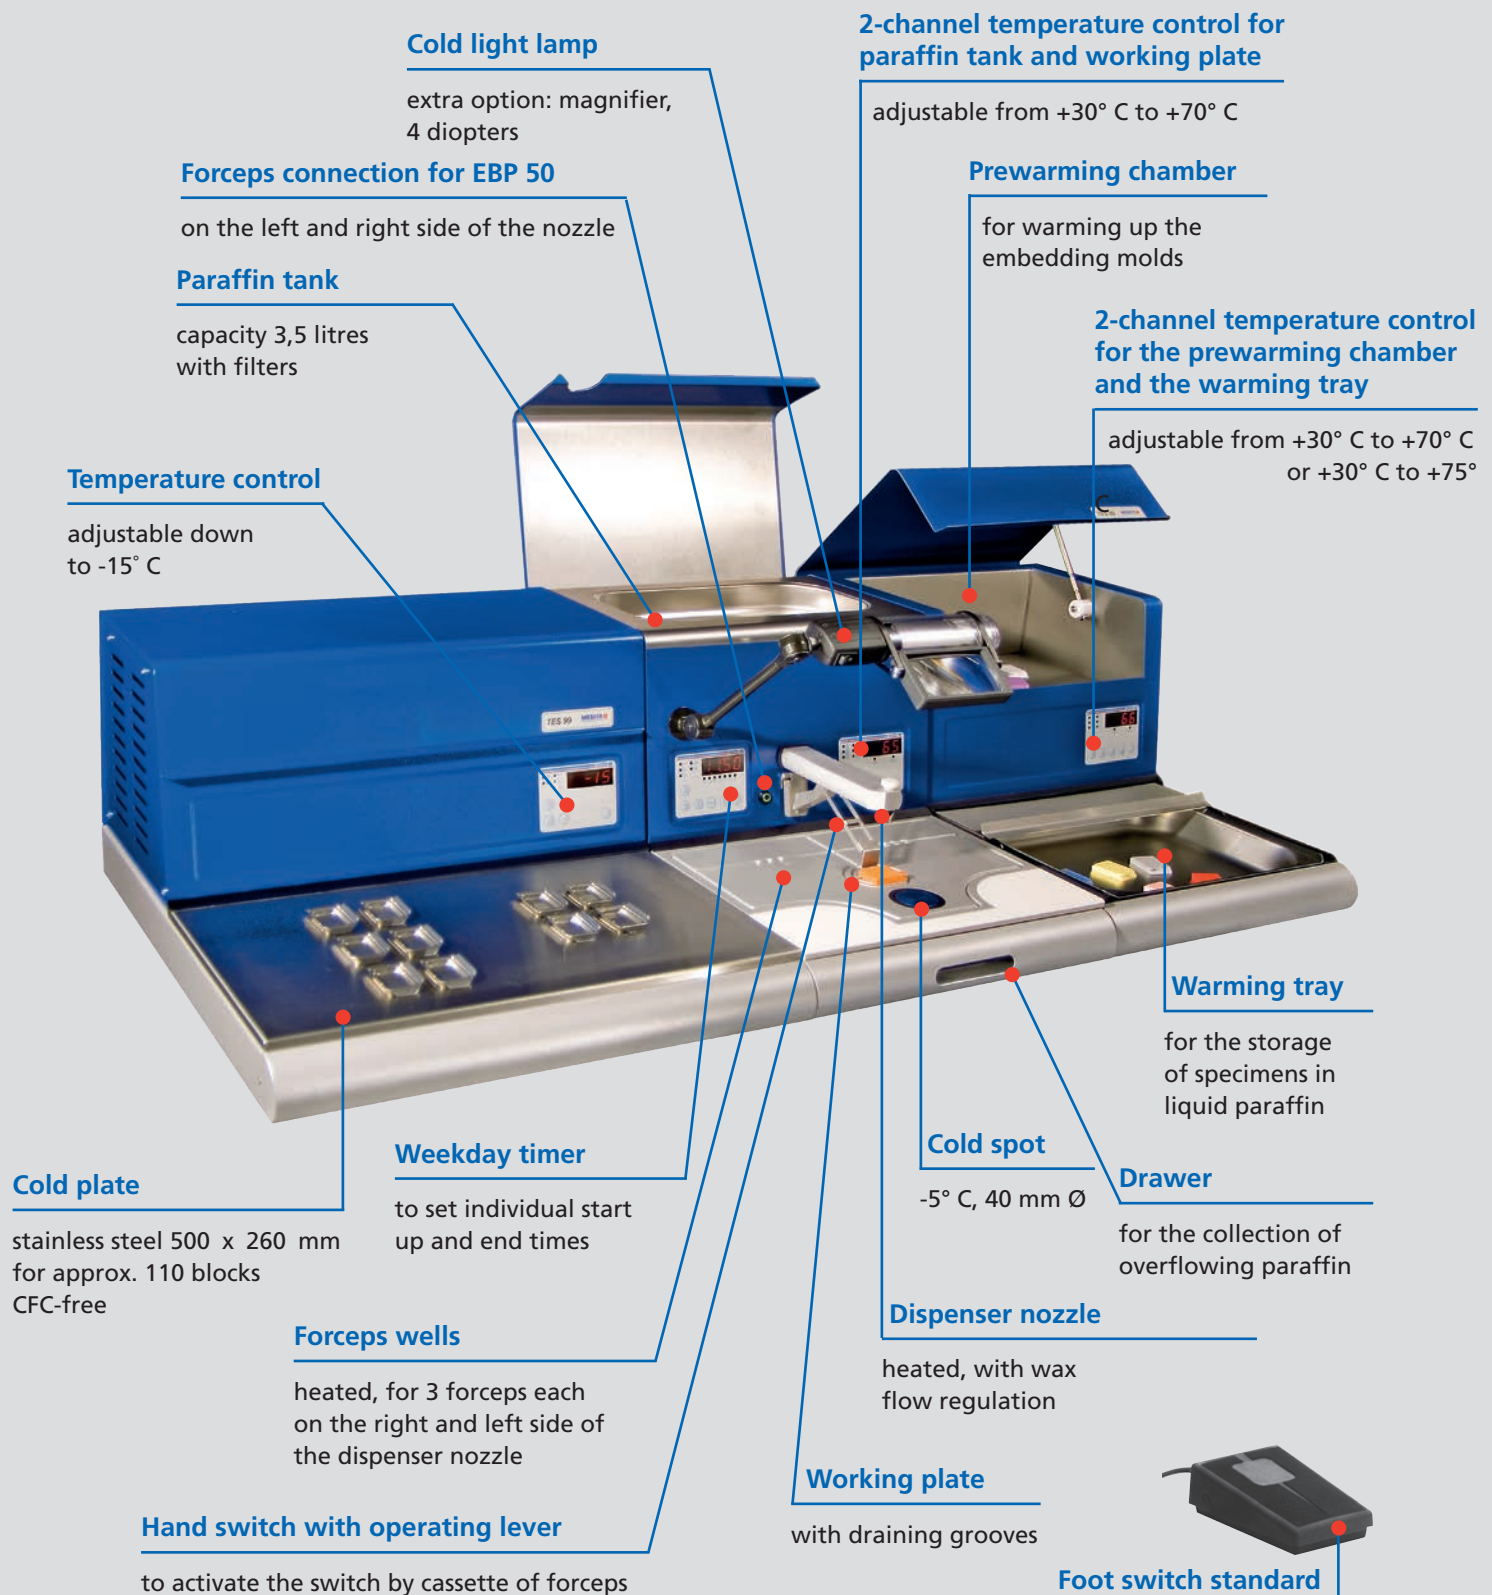 Cold light lamp
extra option: magnifier,
4 diopters
2-channel temperature control for
paraffin tank and working plate
adjustable from +30° C to +70° C
Forceps connection for EBP 50
on the left and right side of the nozzle
Prewarming chamber
for warming up the
embedding molds
Paraffin tank
capacity 3,5 litres
with filters
2-channel temperature control
for the prewarming chamber
and the warming tray
adjustable from +30° C to +70° C
or +30° C to +75°
C
Temperature control
adjustable down
to -15° C
TES 99
-15
11.50
65
66
Warming tray
for the storage
of specimens in
liquid paraffin
Cold spot
-5° C, 40 mm Ø
Drawer
for the collection of
overflowing paraffin
Weekday timer
to set individual start
up and end times
Cold plate
stainless steel 500 x 260 mm
for approx. 110 blocks
CFC-free
Dispenser nozzle
heated, with wax
flow regulation
Forceps wells
heated, for 3 forceps each
on the right and left side of
the dispenser nozzle
Working plate
with draining grooves
Hand switch with operating lever
to activate the switch by cassette of forceps
Foot switch standard